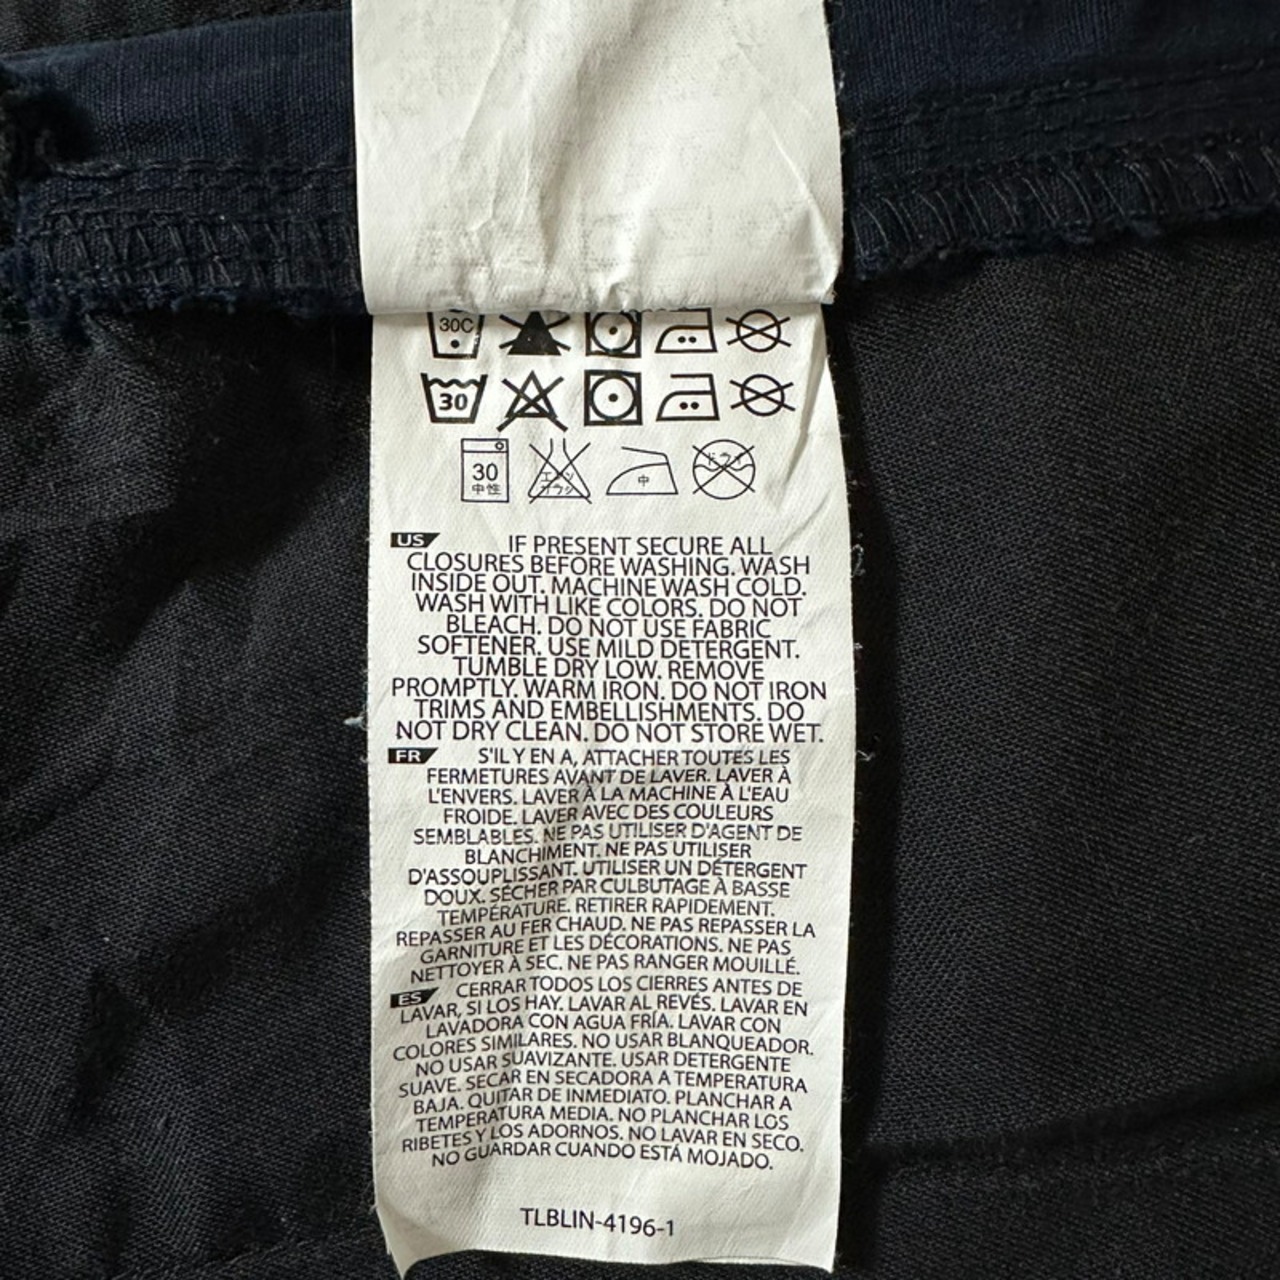 30C
30
30
中性
エンソ
サラシ
中
ドライ
US IF PRESENT SECURE ALL
CLOSURES BEFORE WASHING. WASH
INSIDE OUT. MACHINE WASH COLD.
WASH WITH LIKE COLORS. DO NOT
BLEACH. DO NOT USE FABRIC
SOFTENER. USE MILD DETERGENT.
TUMBLE DRY LOW. REMOVE
PROMPTLY. WARM IRON. DO NOT IRON
TRIMS AND EMBELLISHMENTS. DO
NOT DRY CLEAN. DO NOT STORE WET.
FR S'IL Y EN A, ATTACHER TOUTES LES
FERMETURES AVANT DE LAVER. LAVER À
L'ENVERS. LAVER À LA MACHINE À L'EAU
FROIDE. LAVER AVEC DES COULEURS
SEMBLABLES. NE PAS UTILISER D'AGENT DE
BLANCHIMENT. NE PAS UTILISER
D'ASSOUPLISSANT. UTILISER UN DÉTERGENT
DOUX. SÉCHER PAR CULBUTAGE À BASSE
TEMPÉRATURE. RETIRER RAPIDEMENT.
REPASSER AU FER CHAUD. NE PAS REPASSER LA
GARNITURE ET LES DÉCORATIONS. NE PAS
NETTOYER À SEC. NE PAS RANGER MOUILLÉ.
ES CERRAR TODOS LOS CIERRES ANTES DE
LAVAR, SI LOS HAY. LAVAR AL REVÉS. LAVAR EN
LAVADORA CON AGUA FRÍA. LAVAR CON
COLORES SIMILARES. NO USAR BLANQUEADOR.
NO USAR SUAVIZANTE. USAR DETERGENTE
SUAVE. SECAR EN SECADORA A TEMPERATURA
BAJA. QUITAR DE INMEDIATO. PLANCHAR A
TEMPERATURA MEDIA. NO PLANCHAR LOS
RIBETES Y LOS ADORNOS. NO LAVAR EN SECO.
NO GUARDAR CUANDO ESTÁ MOJADO.
TLBLIN-4196-1